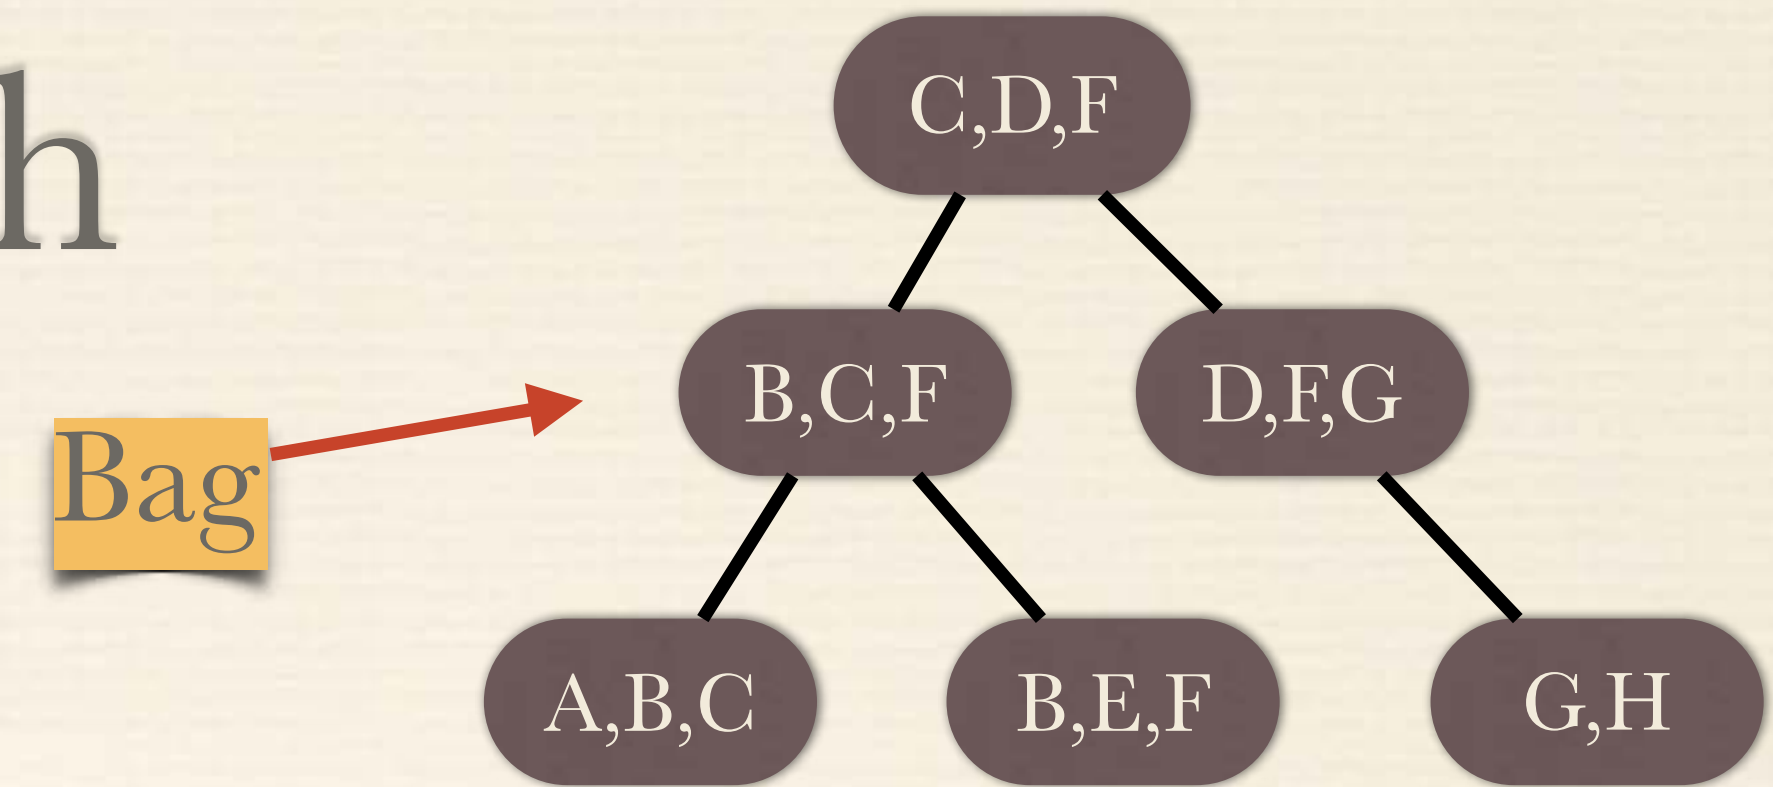 h
C,D,F
B,C,F
D,F,G
Bag
A,B,C
B,E,F
G,H